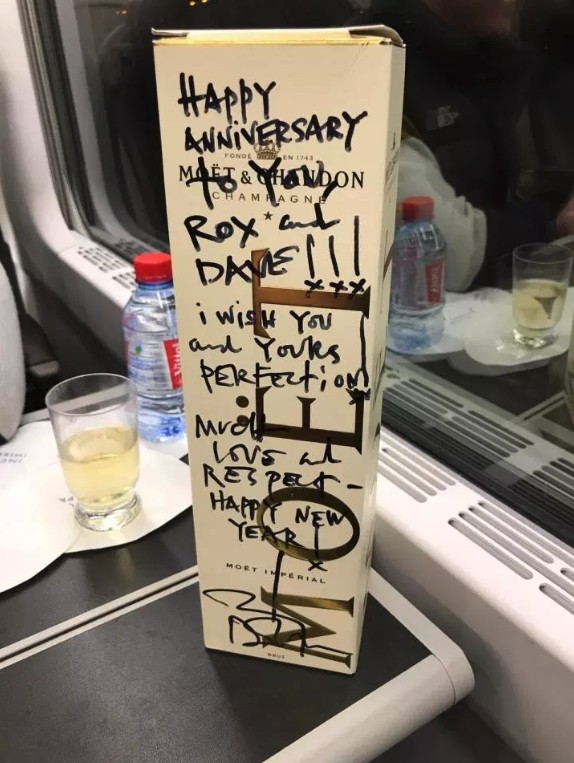 HAPPY
ANNIVERSARY
FONDÉ EN 1743
to YOU
MOËT & CHANDON
CHAMPAGNE
ROX and
DAVE!!!
xxx
i WISH YOU
and YOURS
PERFECTION!
MUCH
LOVE and
RESPECT-
HAPPY NEW
YEAR!
x
MOËT IMPÉRIAL
BRUT
MOËT
Vittel